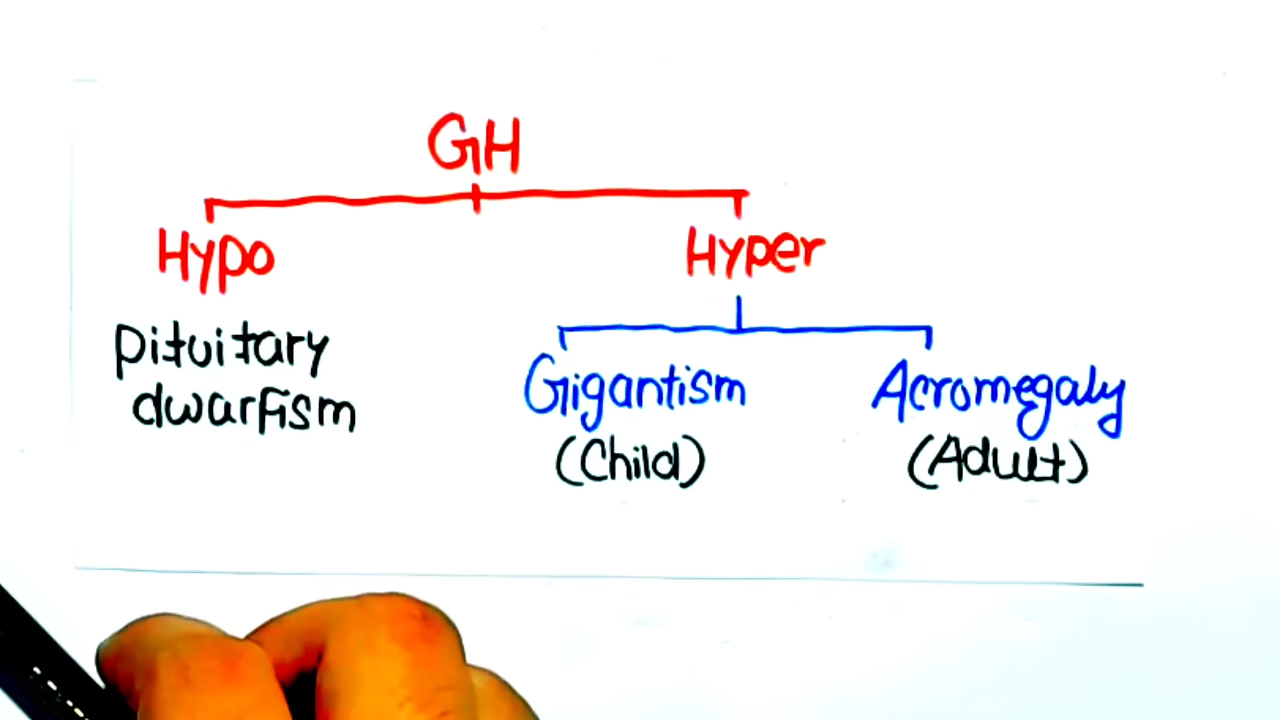 GH
Hypo
Hyper
Pituitary
dwarfism
Gigantism
Acromegaly
(Child)
(Adult)